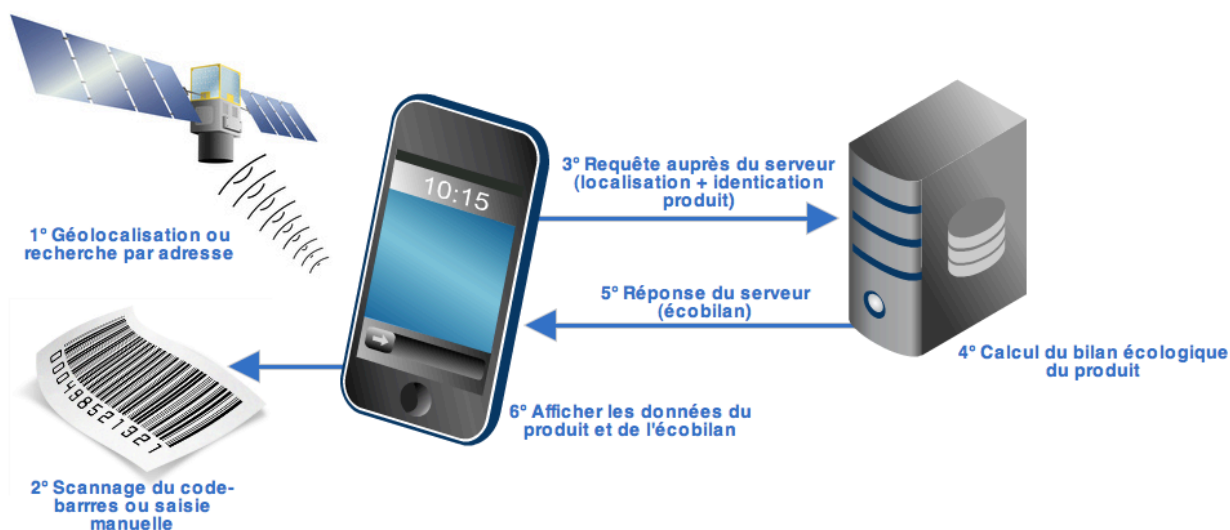 1° Géolocalisation ou
recherche par adresse
10:15
3° Requête auprès du serveur
(localisation + identication
produit)
5° Réponse du serveur
(écobilan)
4° Calcul du bilan écologique
du produit
6° Afficher les données du
produit et de l'écobilan
000498521321
2° Scannage du code-
barrres ou saisie
manuelle